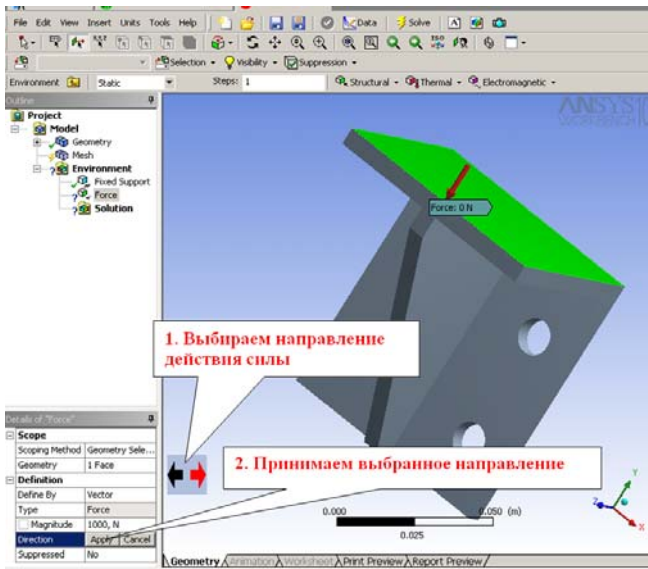 File Edit View Insert Units Tools Help Data Solve
Selection Visibility Suppression
Environment Static Steps: 1 Structural Thermal Electromagnetic
Outline
Project
Model
Geometry
Mesh
Environment
Fixed Support
Force
Solution
ANSYS
Force: 0 N
1. Выбираем направление
действия силы
Details of "Force"
Scope
Scoping Method Geometry Sele...
Geometry 1 Face
Definition
Define By Vector
Type Force
Magnitude 1000, N
Direction Apply Cancel
Suppressed No
2. Принимаем выбранное направление
0.000 0.050 (m)
0.025
Y
Z
X
Geometry Animation Worksheet Print Preview Report Preview